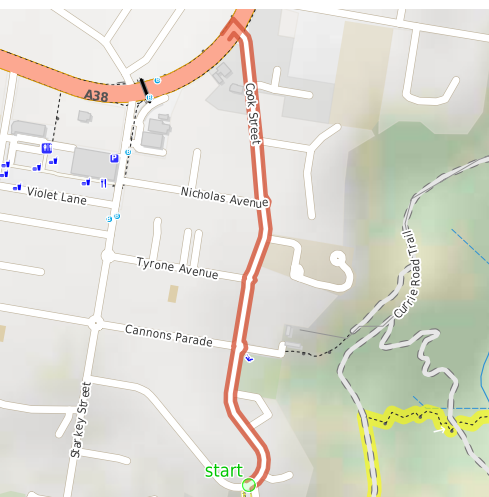 A38
Cook Street
P
Violet Lane
Nicholas Avenue
Currie Road Trail
Tyrone Avenue
Cannons Parade
Starkey Street
start